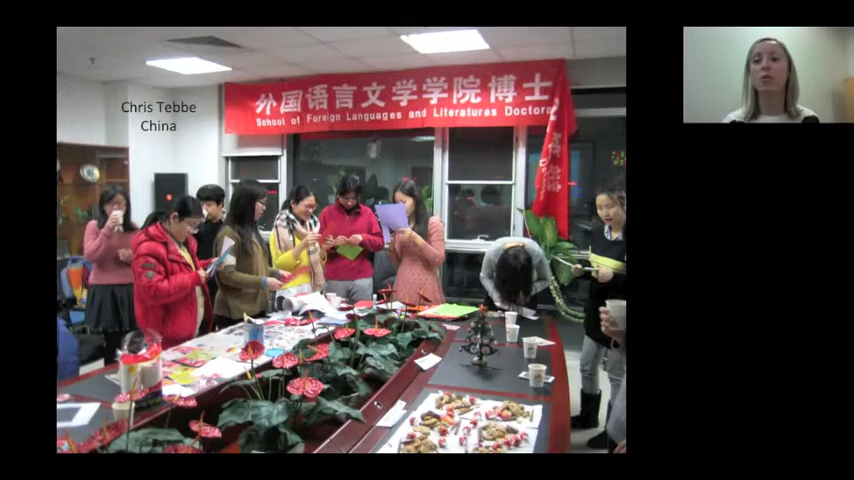 Chris Tebbe
China
外国语言文学学院博士
School of Foreign Languages and Literatures Doctora